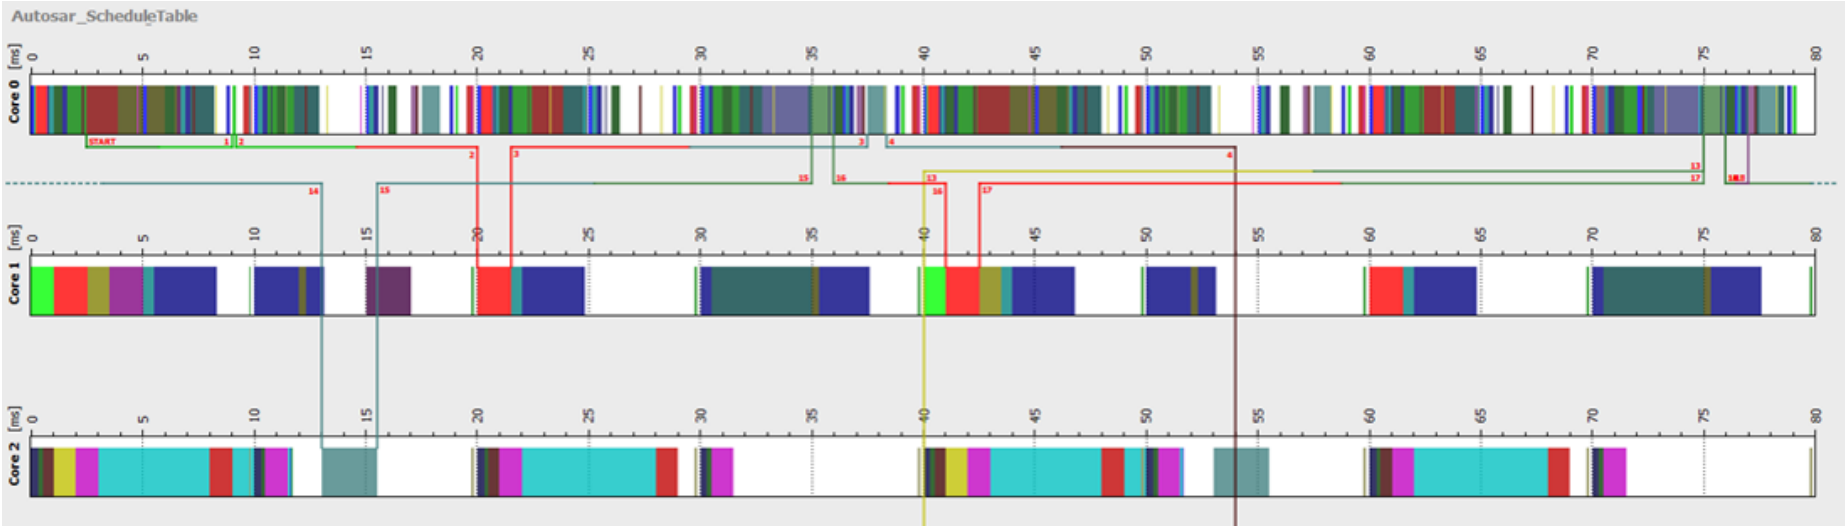 Autosar_ScheduleTable
[ms] 0 5 10 15 20 25 30 35 40 45 50 55 60 65 70 75 80
Core 0
START 1 2 2 3 3 4 4
13 13
14 15 15 16 16 17 17
[ms] 0 5 10 15 20 25 30 35 40 45 50 55 60 65 70 75 80
Core 1
[ms] 0 5 10 15 20 25 30 35 40 45 50 55 60 65 70 75 80
Core 2